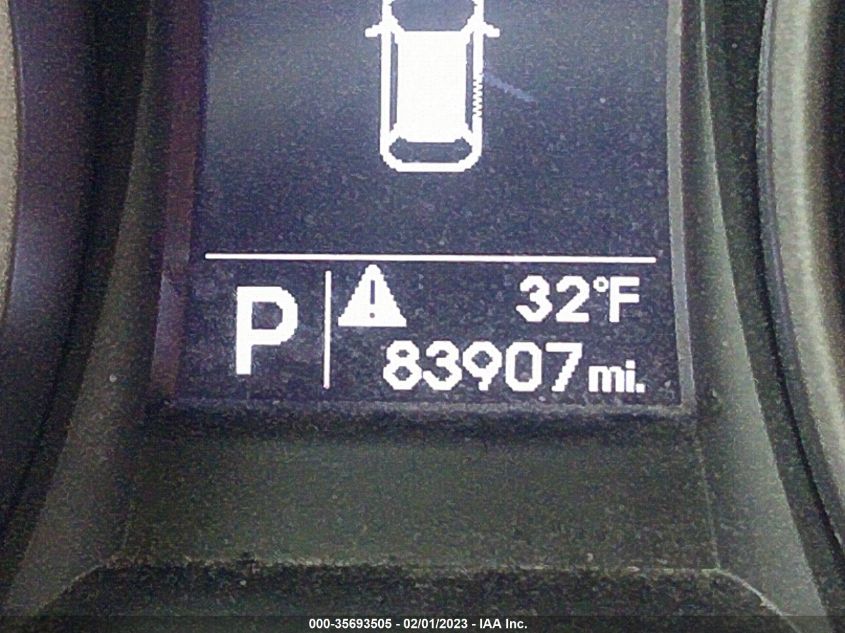 P
32°F
83907 mi.
000-35693505 - 02/01/2023 - IAA Inc.